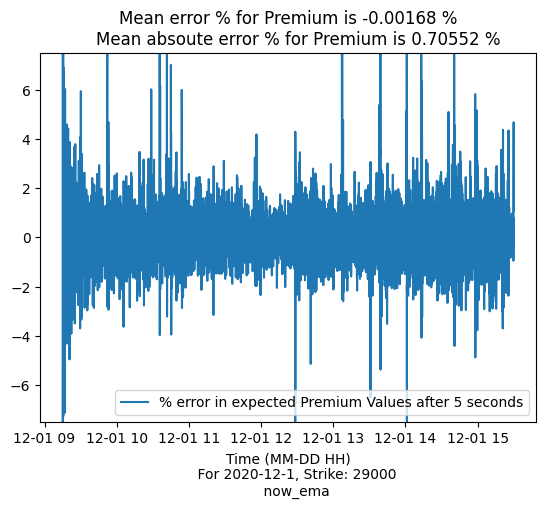 Mean error % for Premium is -0.00168 %
Mean absoute error % for Premium is 0.70552 %
6
4
2
0
−2
−4
−6
% error in expected Premium Values after 5 seconds
12-01 09 12-01 10 12-01 11 12-01 12 12-01 13 12-01 14 12-01 15
Time (MM-DD HH)
For 2020-12-1, Strike: 29000
now_ema